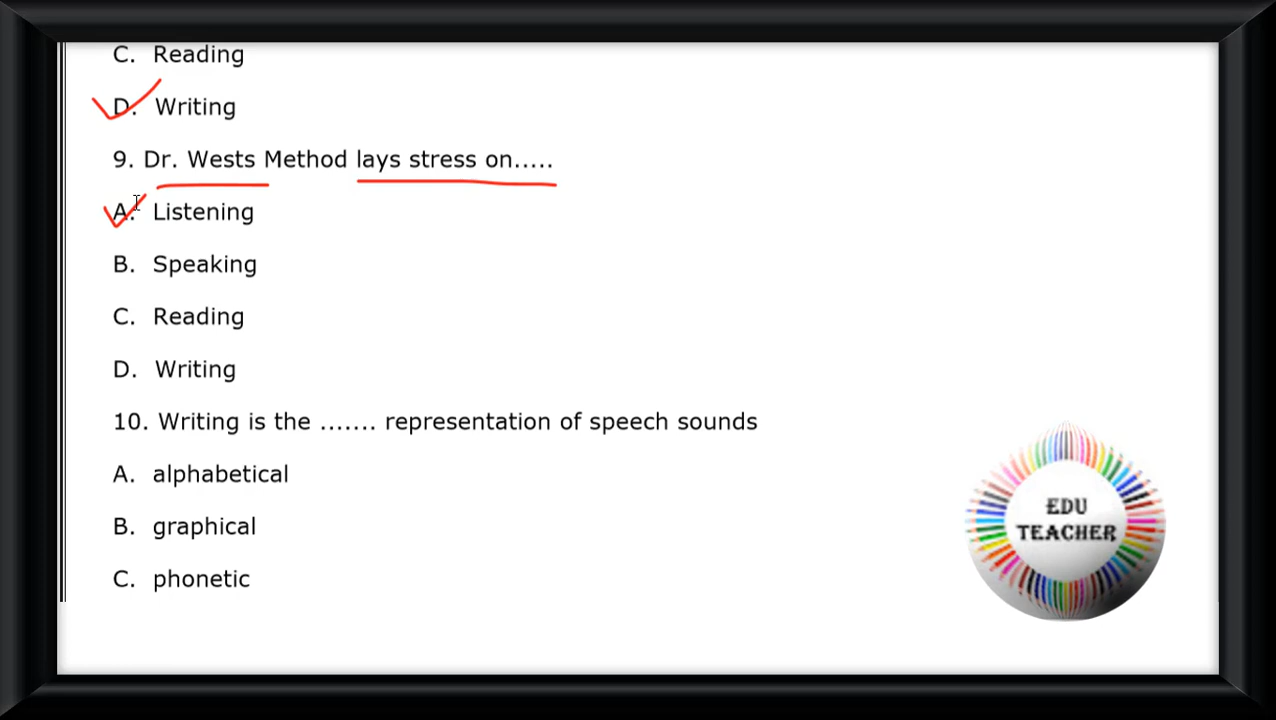 C. Reading
D. Writing
9. Dr. Wests Method lays stress on.....
A. Listening
B. Speaking
C. Reading
D. Writing
10. Writing is the ....... representation of speech sounds
A. alphabetical
B. graphical
C. phonetic
EDU
TEACHER